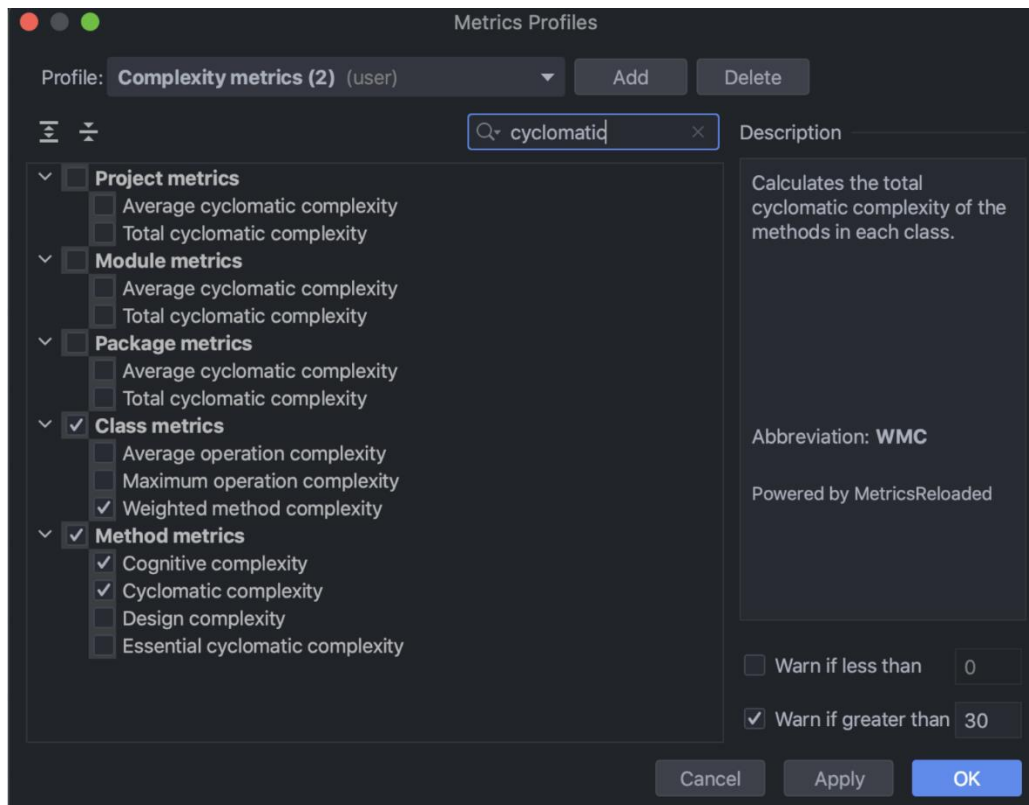 Metrics Profiles
Profile: Complexity metrics (2) (user) Add Delete
cyclomatic
Project metrics
Average cyclomatic complexity
Total cyclomatic complexity
Module metrics
Average cyclomatic complexity
Total cyclomatic complexity
Package metrics
Average cyclomatic complexity
Total cyclomatic complexity
Class metrics
Average operation complexity
Maximum operation complexity
Weighted method complexity
Method metrics
Cognitive complexity
Cyclomatic complexity
Design complexity
Essential cyclomatic complexity
Description
Calculates the total
cyclomatic complexity of the
methods in each class.
Abbreviation: WMC
Powered by MetricsReloaded
Warn if less than 0
Warn if greater than 30
Cancel Apply OK